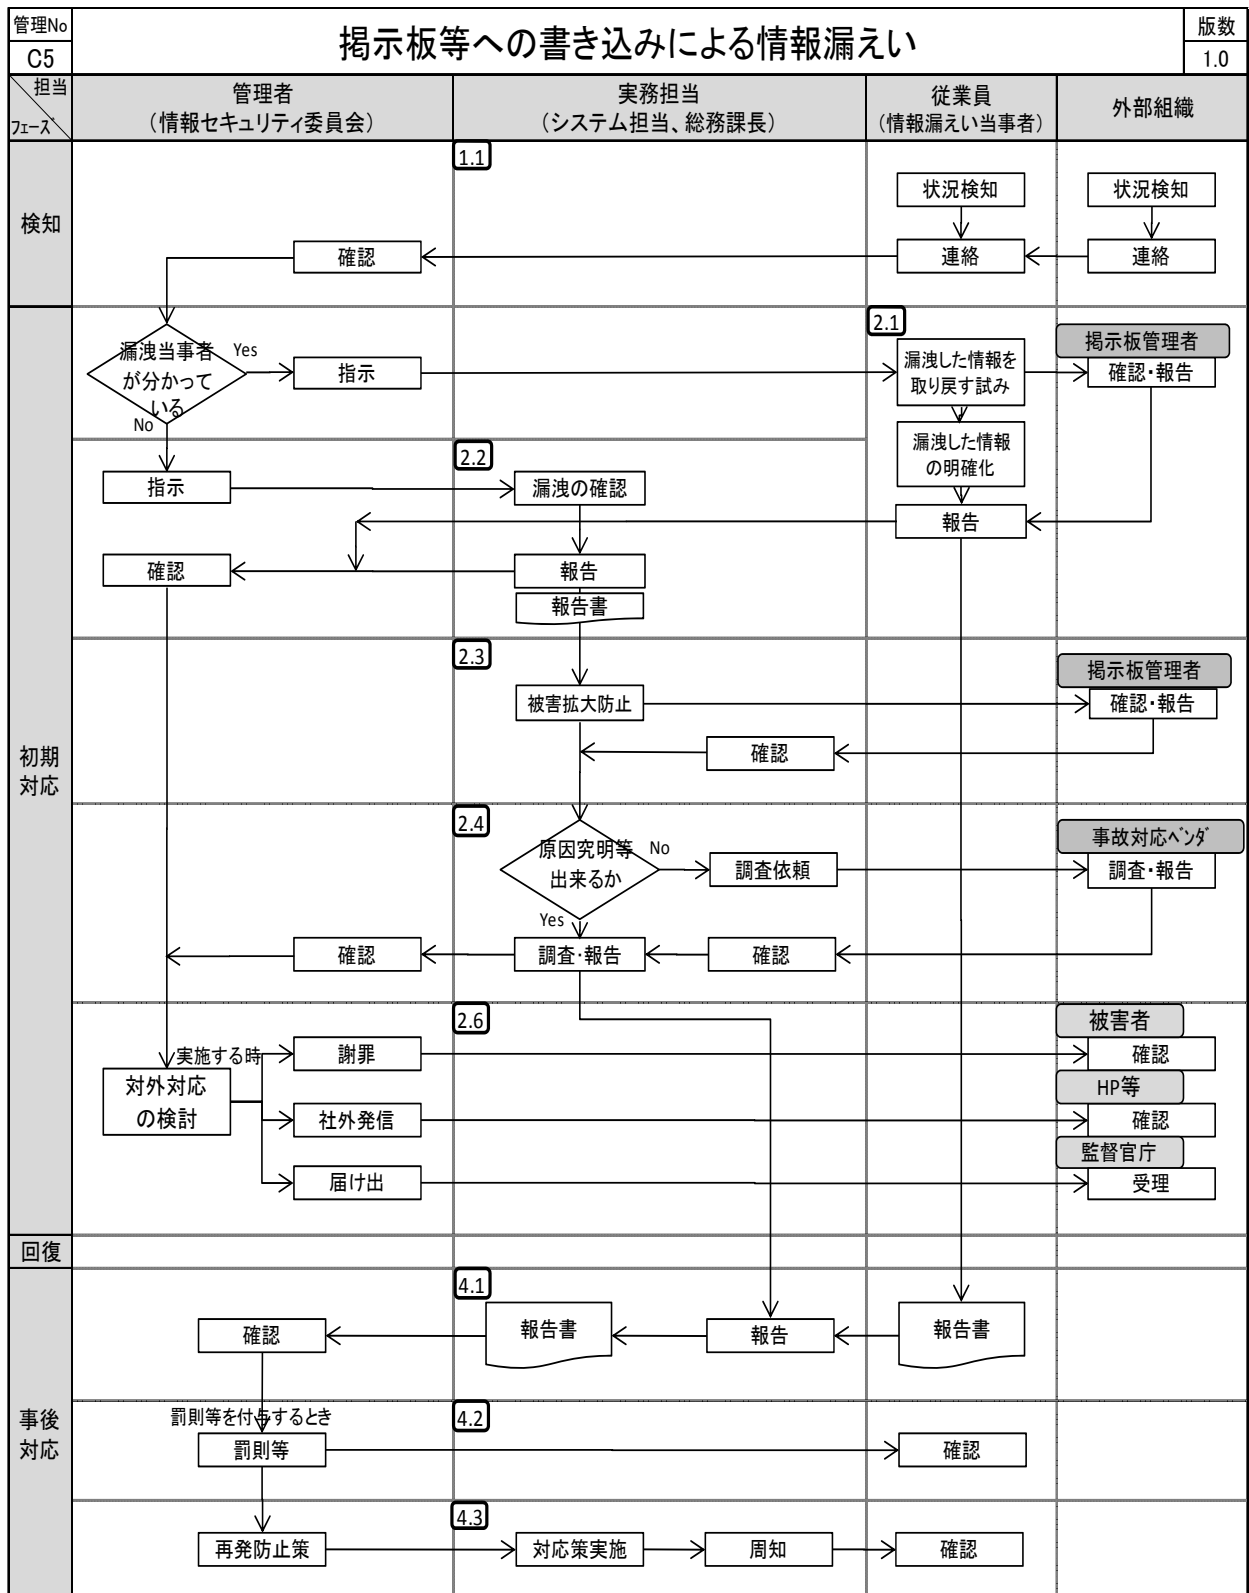 管理No
C5
掲示板等への書き込みによる情報漏えい
版数
1.0
担当
フェーズ
管理者
（情報セキュリティ委員会）
実務担当
（システム担当、総務課長）
従業員
（情報漏えい当事者）
外部組織
検知
1.1
状況検知
状況検知
確認
連絡
連絡
初期
対応
漏洩当事者
が分かって
いる
Yes
No
指示
2.1
漏洩した情報を
取り戻す試み
掲示板管理者
確認・報告
漏洩した情報
の明確化
指示
2.2
漏洩の確認
報告
確認
報告
報告書
2.3
被害拡大防止
掲示板管理者
確認・報告
確認
2.4
原因究明等
出来るか
No
Yes
調査依頼
事故対応ベンダ
調査・報告
確認
調査・報告
確認
2.6
実施する時
対外対応
の検討
謝罪
被害者
確認
社外発信
HP等
確認
届け出
監督官庁
受理
回復
事後
対応
4.1
確認
報告書
報告
報告書
罰則等を付与するとき
4.2
罰則等
確認
4.3
再発防止策
対応策実施
周知
確認